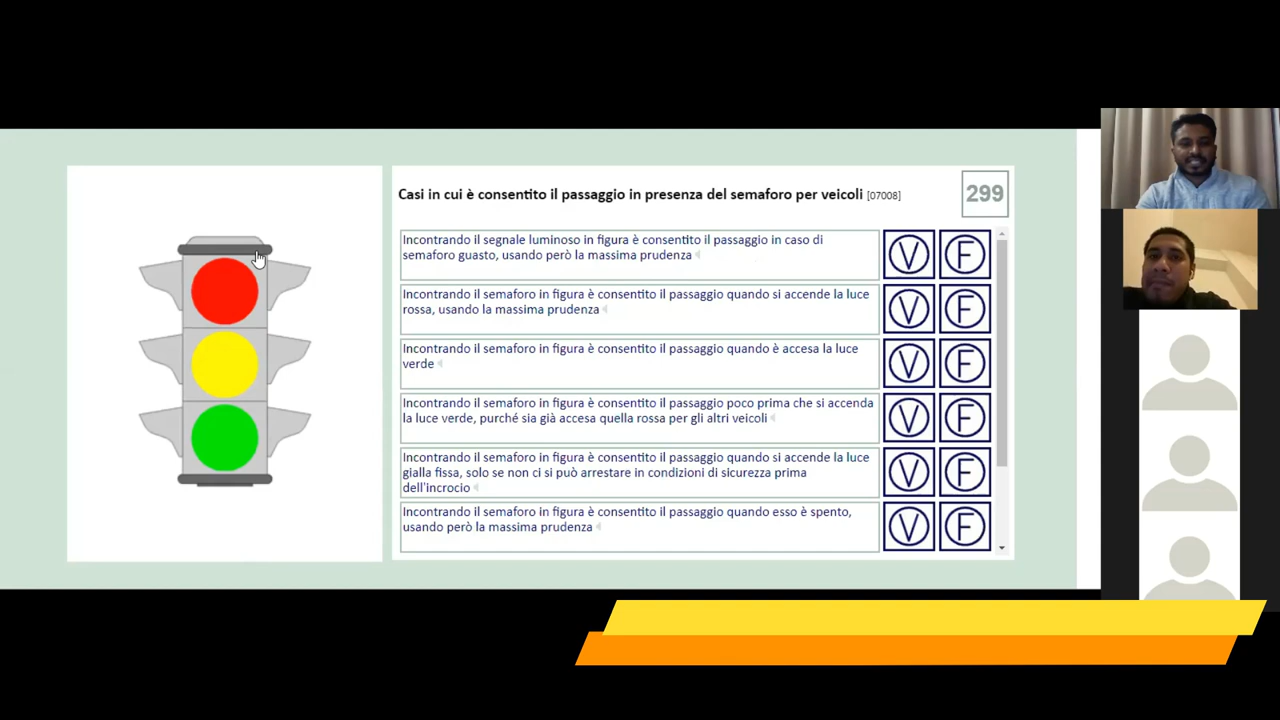 Casi in cui è consentito il passaggio in presenza del semaforo per veicoli [07008]
299
Incontrando il segnale luminoso in figura è consentito il passaggio in caso di
semaforo guasto, usando però la massima prudenza
V F
Incontrando il semaforo in figura è consentito il passaggio quando si accende la luce
rossa, usando la massima prudenza
V F
Incontrando il semaforo in figura è consentito il passaggio quando è accesa la luce
verde
V F
Incontrando il semaforo in figura è consentito il passaggio poco prima che si accenda
la luce verde, purché sia già accesa quella rossa per gli altri veicoli
V F
Incontrando il semaforo in figura è consentito il passaggio quando si accende la luce
gialla fissa, solo se non ci si può arrestare in condizioni di sicurezza prima
dell'incrocio
V F
Incontrando il semaforo in figura è consentito il passaggio quando esso è spento,
usando però la massima prudenza
V F